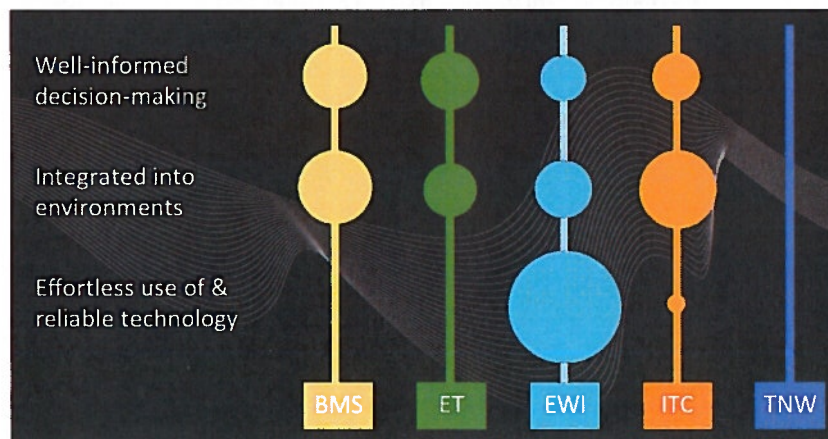 Well-informed
decision-making
Integrated into
environments
Effortless use of &
reliable technology
BMS ET EWI ITC TNW